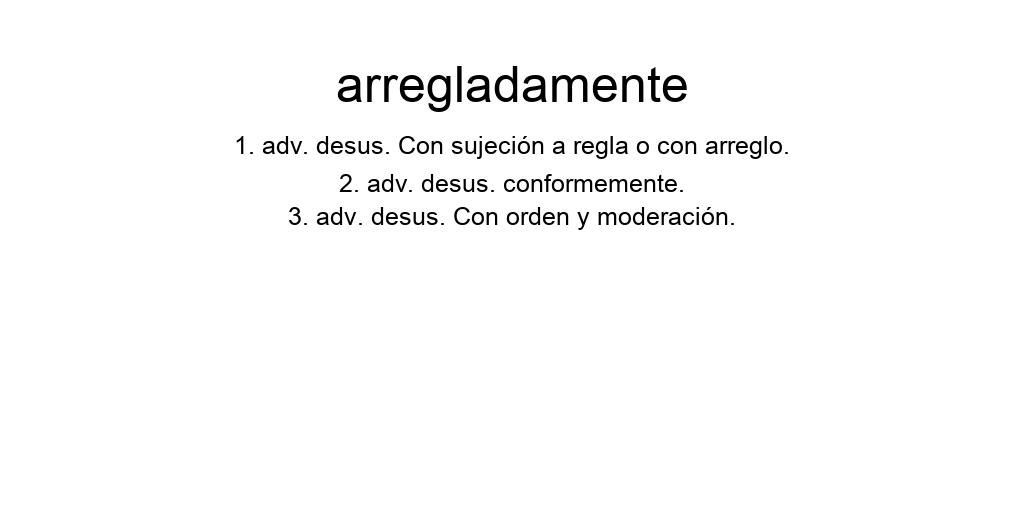 arregladamente
1. adv. desus. Con sujeción a regla o con arreglo.
2. adv. desus. conformemente.
3. adv. desus. Con orden y moderación.